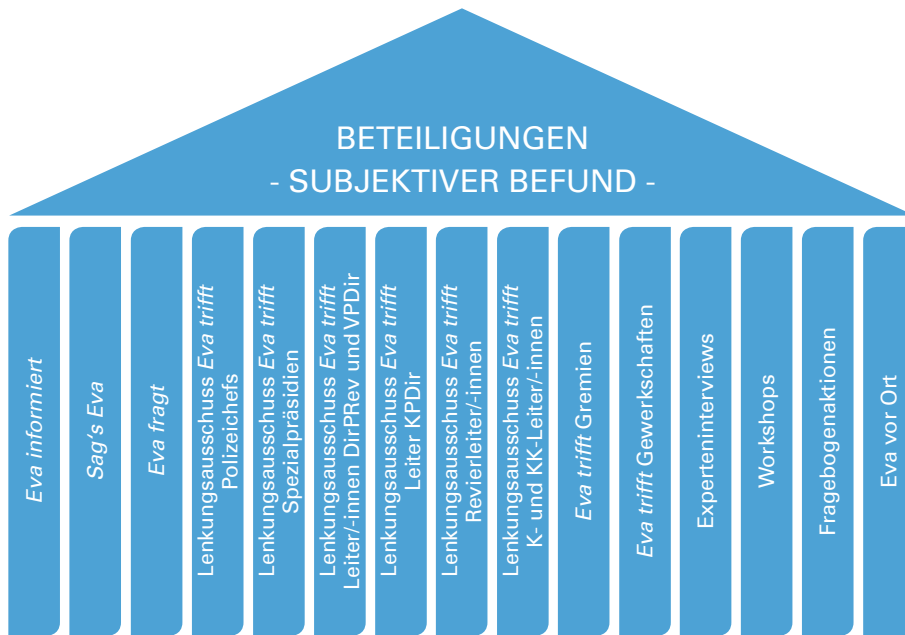 BETEILIGUNGEN
- SUBJEKTIVER BEFUND -
Eva informiert
Sag's Eva
Eva fragt
Lenkungsausschuss Eva trifft
Polizeichefs
Lenkungsausschuss Eva trifft
Spezialpräsidien
Lenkungsausschuss Eva trifft
Leiter/-innen DirPRev und VPDir
Lenkungsausschuss Eva trifft
Leiter KPDir
Lenkungsausschuss Eva trifft
Revierleiter/-innen
Lenkungsausschuss Eva trifft
K- und KK-Leiter/-innen
Eva trifft Gremien
Eva trifft Gewerkschaften
Experteninterviews
Workshops
Fragebogenaktionen
Eva vor Ort